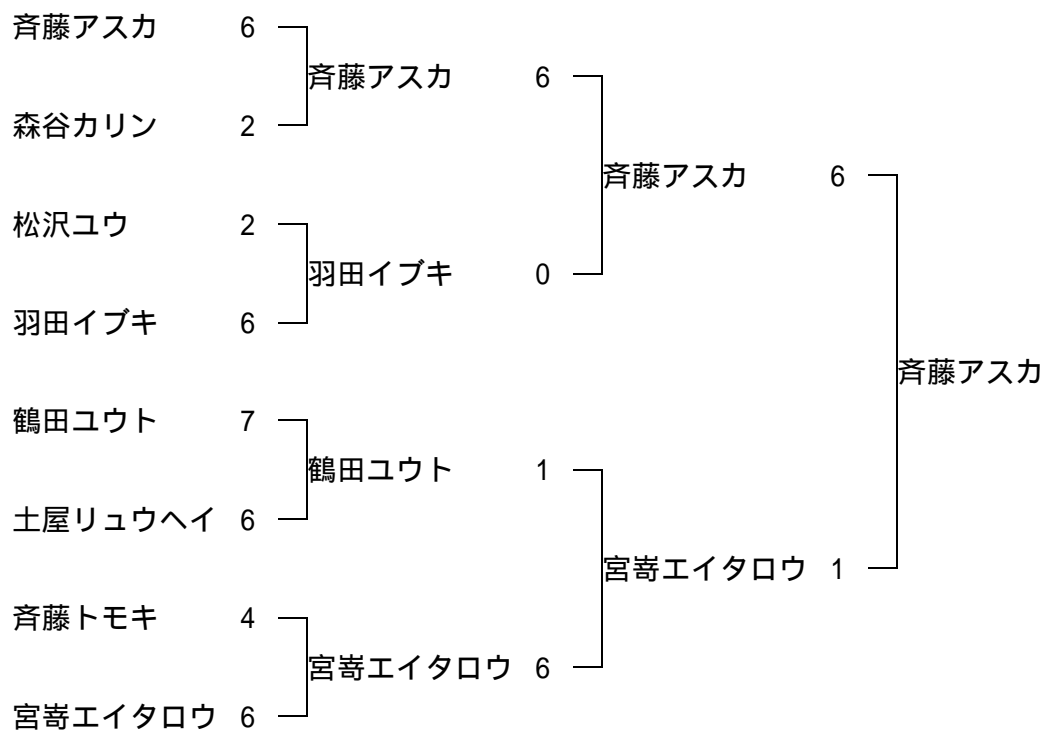 斉藤アスカ 6
斉藤アスカ 6
森谷カリン 2
斉藤アスカ 6
松沢ユウ 2
羽田イブキ 0
羽田イブキ 6
斉藤アスカ
鶴田ユウト 7
鶴田ユウト 1
土屋リュウヘイ 6
宮嵜エイタロウ 1
斉藤トモキ 4
宮嵜エイタロウ 6
宮嵜エイタロウ 6